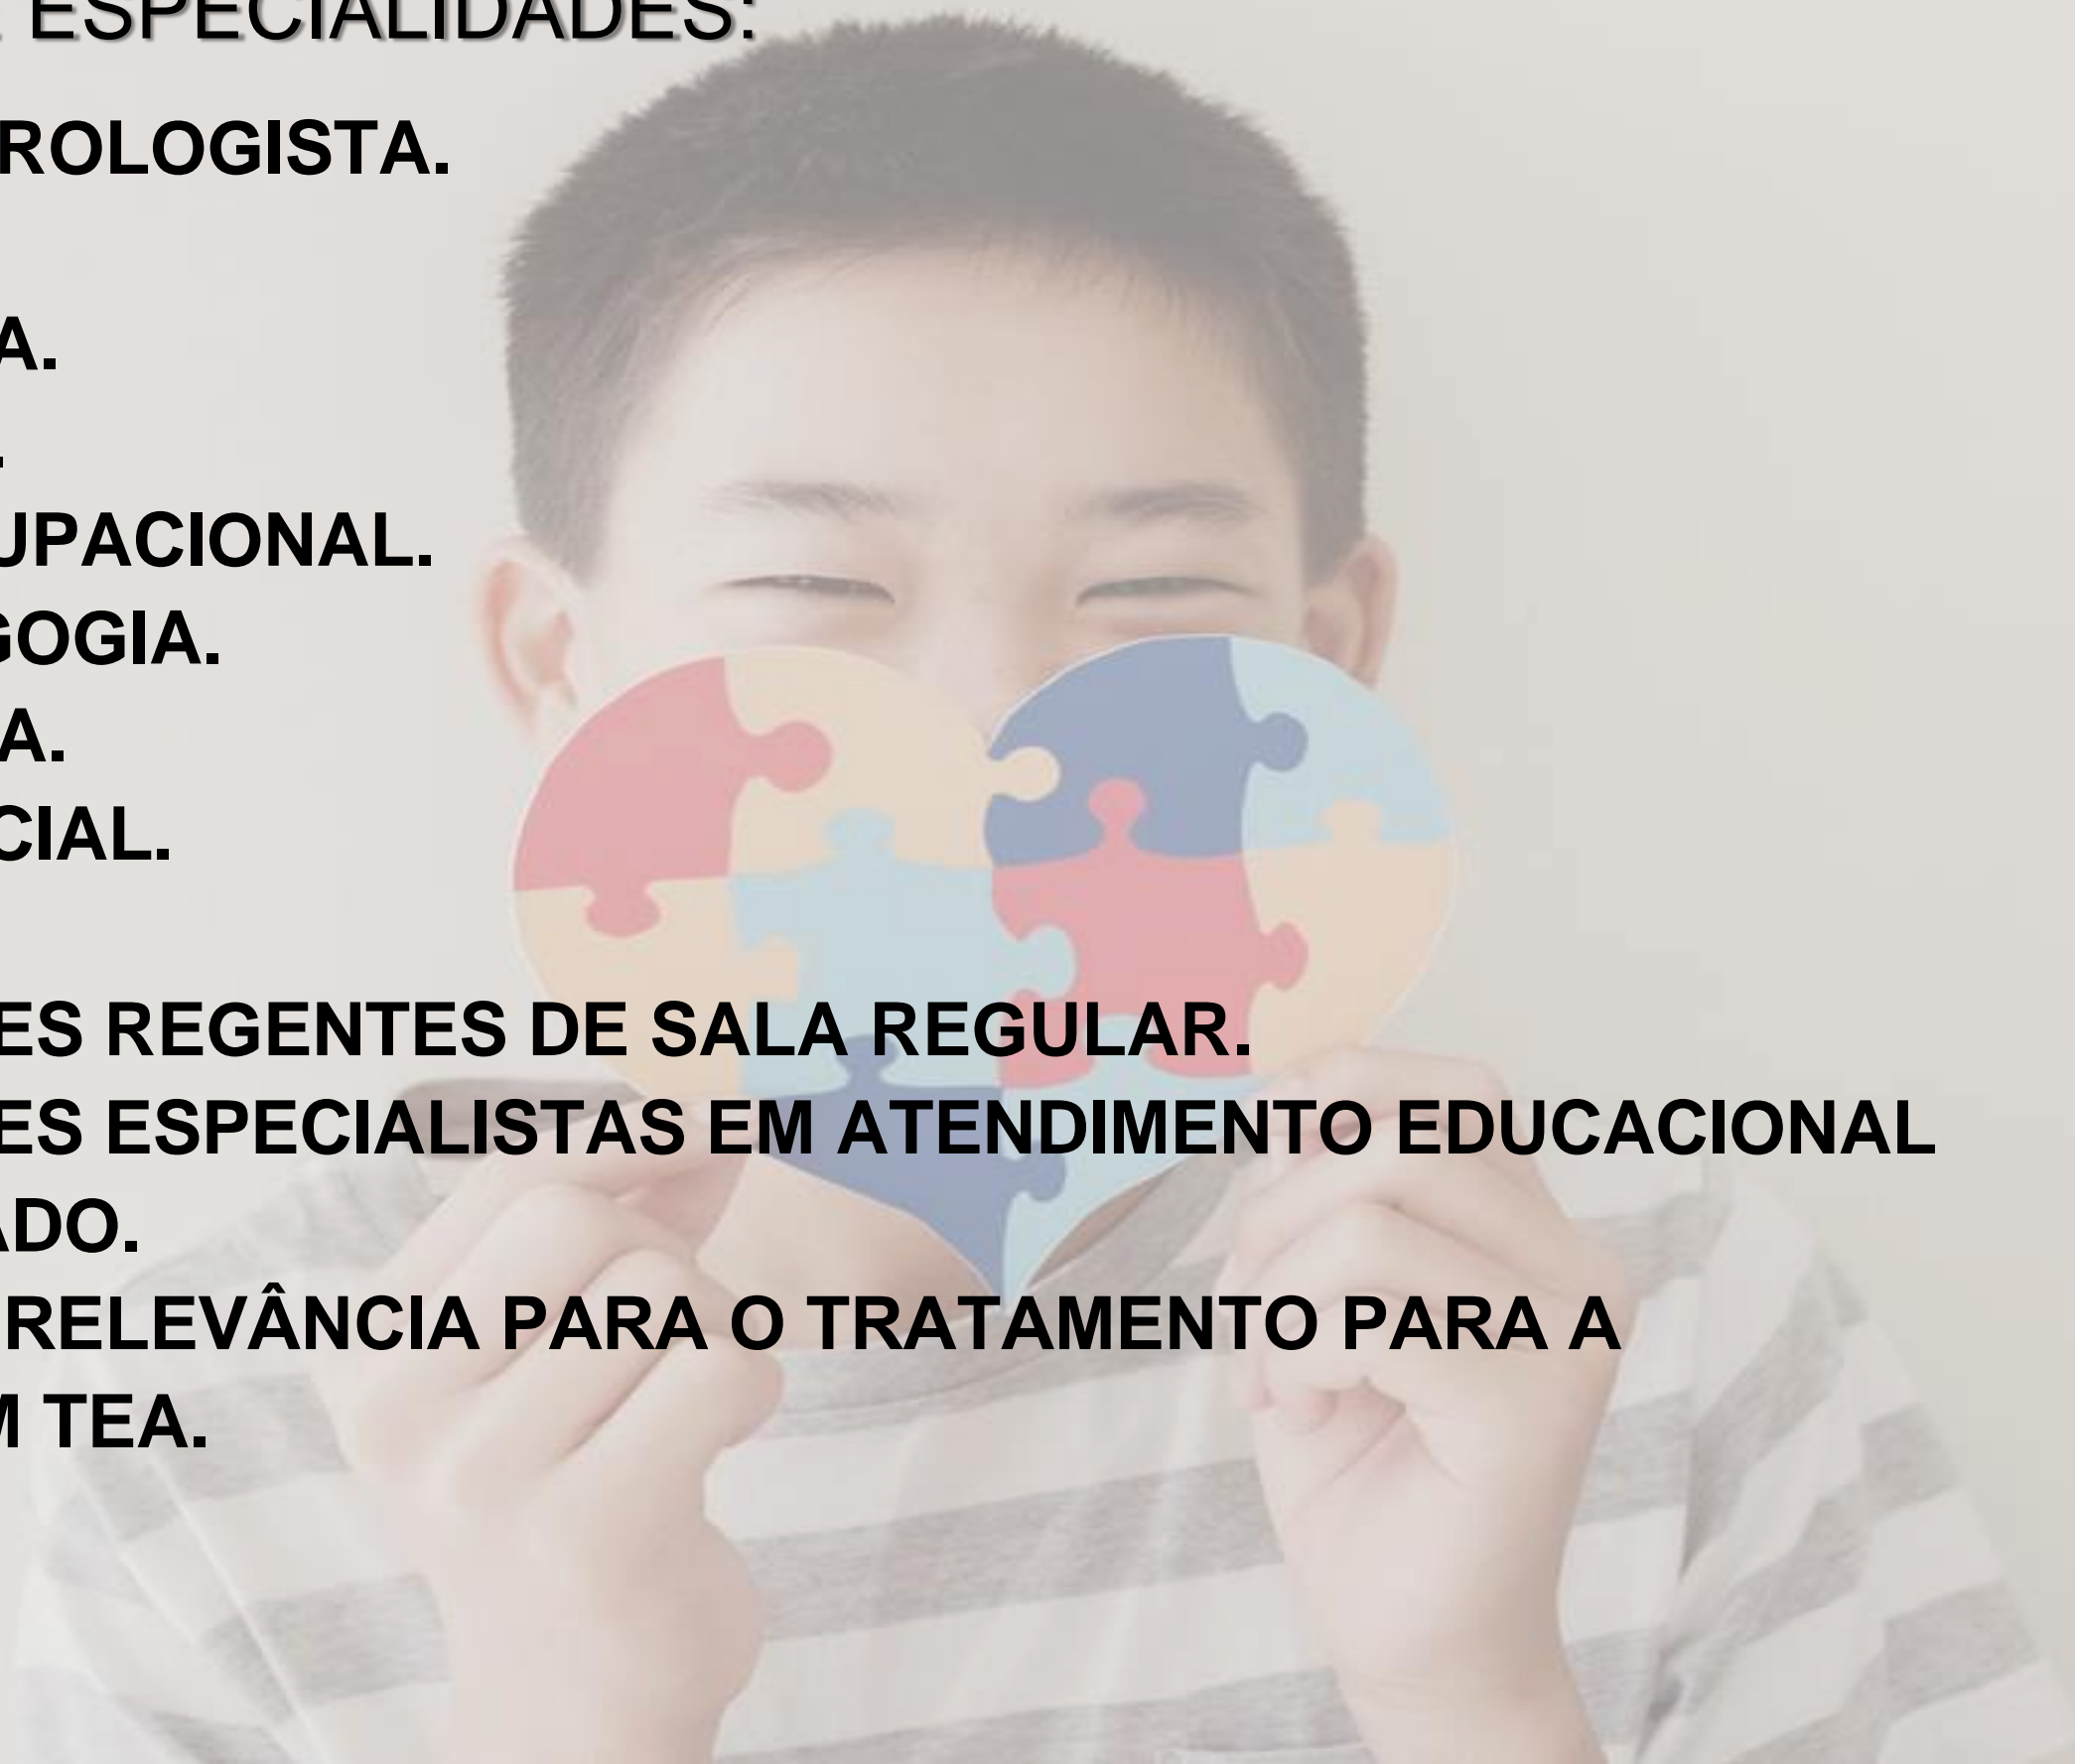 ESPECIALIDADES:
ROLOGISTA.
A.
.
UPACIONAL.
GOGIA.
A.
CIAL.
ES REGENTES DE SALA REGULAR.
ES ESPECIALISTAS EM ATENDIMENTO EDUCACIONAL
ADO.
RELEVÂNCIA PARA O TRATAMENTO PARA A
M TEA.